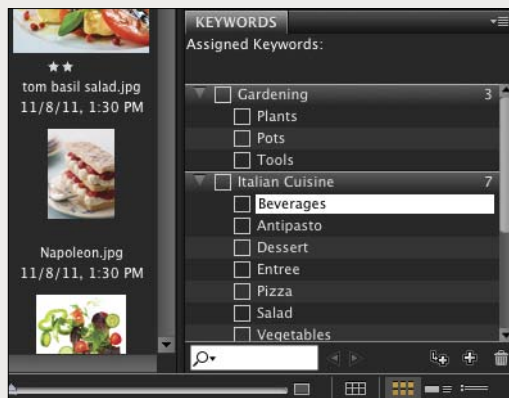 tom basil salad.jpg
11/8/11, 1:30 PM
Napoleon.jpg
11/8/11, 1:30 PM
KEYWORDS
Assigned Keywords:
Gardening 3
Plants
Pots
Tools
Italian Cuisine 7
Beverages
Antipasto
Dessert
Entree
Pizza
Salad
Vegetables